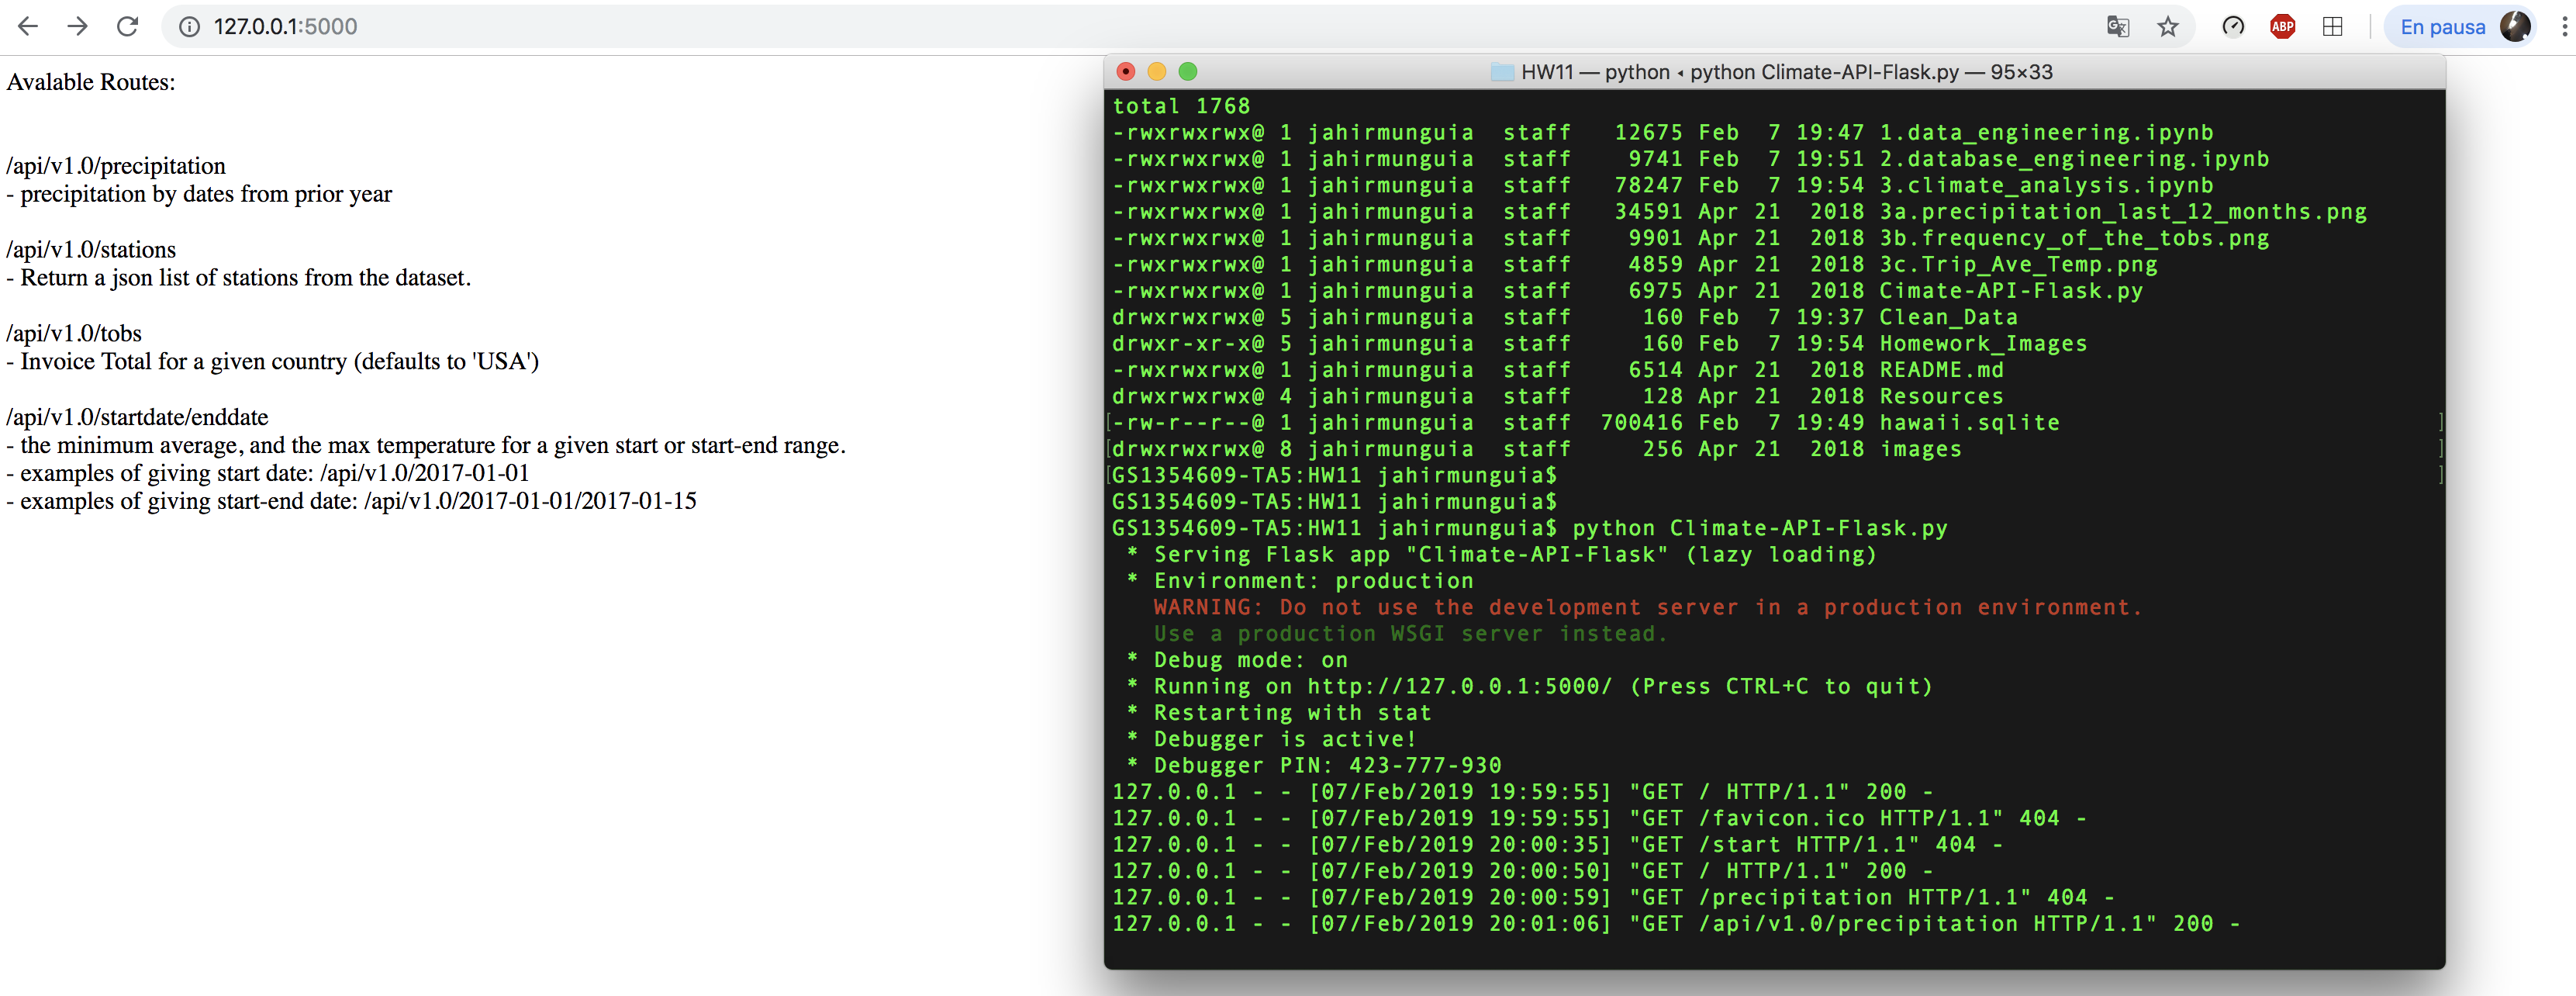 127.0.0.1:5000
ABP
En pausa
Avalable Routes:
/api/v1.0/precipitation
- precipitation by dates from prior year
/api/v1.0/stations
- Return a json list of stations from the dataset.
/api/v1.0/tobs
- Invoice Total for a given country (defaults to 'USA')
/api/v1.0/startdate/enddate
- the minimum average, and the max temperature for a given start or start-end range.
- examples of giving start date: /api/v1.0/2017-01-01
- examples of giving start-end date: /api/v1.0/2017-01-01/2017-01-15
HW11 — python ◂ python Climate-API-Flask.py — 95×33
total 1768
-rwxrwxrwx@ 1 jahirmunguia  staff   12675 Feb  7 19:47 1.data_engineering.ipynb
-rwxrwxrwx@ 1 jahirmunguia  staff    9741 Feb  7 19:51 2.database_engineering.ipynb
-rwxrwxrwx@ 1 jahirmunguia  staff   78247 Feb  7 19:54 3.climate_analysis.ipynb
-rwxrwxrwx@ 1 jahirmunguia  staff   34591 Apr 21  2018 3a.precipitation_last_12_months.png
-rwxrwxrwx@ 1 jahirmunguia  staff    9901 Apr 21  2018 3b.frequency_of_the_tobs.png
-rwxrwxrwx@ 1 jahirmunguia  staff    4859 Apr 21  2018 3c.Trip_Ave_Temp.png
-rwxrwxrwx@ 1 jahirmunguia  staff    6975 Apr 21  2018 Cimate-API-Flask.py
drwxrwxrwx@ 5 jahirmunguia  staff     160 Feb  7 19:37 Clean_Data
drwxr-xr-x@ 5 jahirmunguia  staff     160 Feb  7 19:54 Homework_Images
-rwxrwxrwx@ 1 jahirmunguia  staff    6514 Apr 21  2018 README.md
drwxrwxrwx@ 4 jahirmunguia  staff     128 Apr 21  2018 Resources
[-rw-r--r--@ 1 jahirmunguia  staff  700416 Feb  7 19:49 hawaii.sqlite ]
[drwxrwxrwx@ 8 jahirmunguia  staff     256 Apr 21  2018 images ]
[GS1354609-TA5:HW11 jahirmunguia$ ]
GS1354609-TA5:HW11 jahirmunguia$
GS1354609-TA5:HW11 jahirmunguia$ python Climate-API-Flask.py
 * Serving Flask app "Climate-API-Flask" (lazy loading)
 * Environment: production
   WARNING: Do not use the development server in a production environment.
   Use a production WSGI server instead.
 * Debug mode: on
 * Running on http://127.0.0.1:5000/ (Press CTRL+C to quit)
 * Restarting with stat
 * Debugger is active!
 * Debugger PIN: 423-777-930
127.0.0.1 - - [07/Feb/2019 19:59:55] "GET / HTTP/1.1" 200 -
127.0.0.1 - - [07/Feb/2019 19:59:55] "GET /favicon.ico HTTP/1.1" 404 -
127.0.0.1 - - [07/Feb/2019 20:00:35] "GET /start HTTP/1.1" 404 -
127.0.0.1 - - [07/Feb/2019 20:00:50] "GET / HTTP/1.1" 200 -
127.0.0.1 - - [07/Feb/2019 20:00:59] "GET /precipitation HTTP/1.1" 404 -
127.0.0.1 - - [07/Feb/2019 20:01:06] "GET /api/v1.0/precipitation HTTP/1.1" 200 -